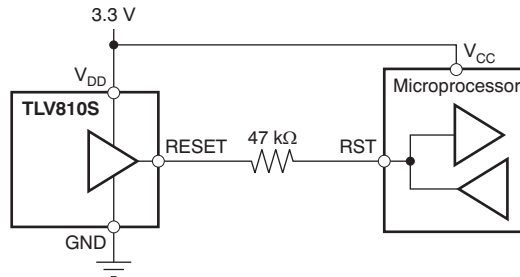 3.3 V
V_DD
V_CC
TLV810S
Microprocessor
RESET
47 kΩ
RST
GND